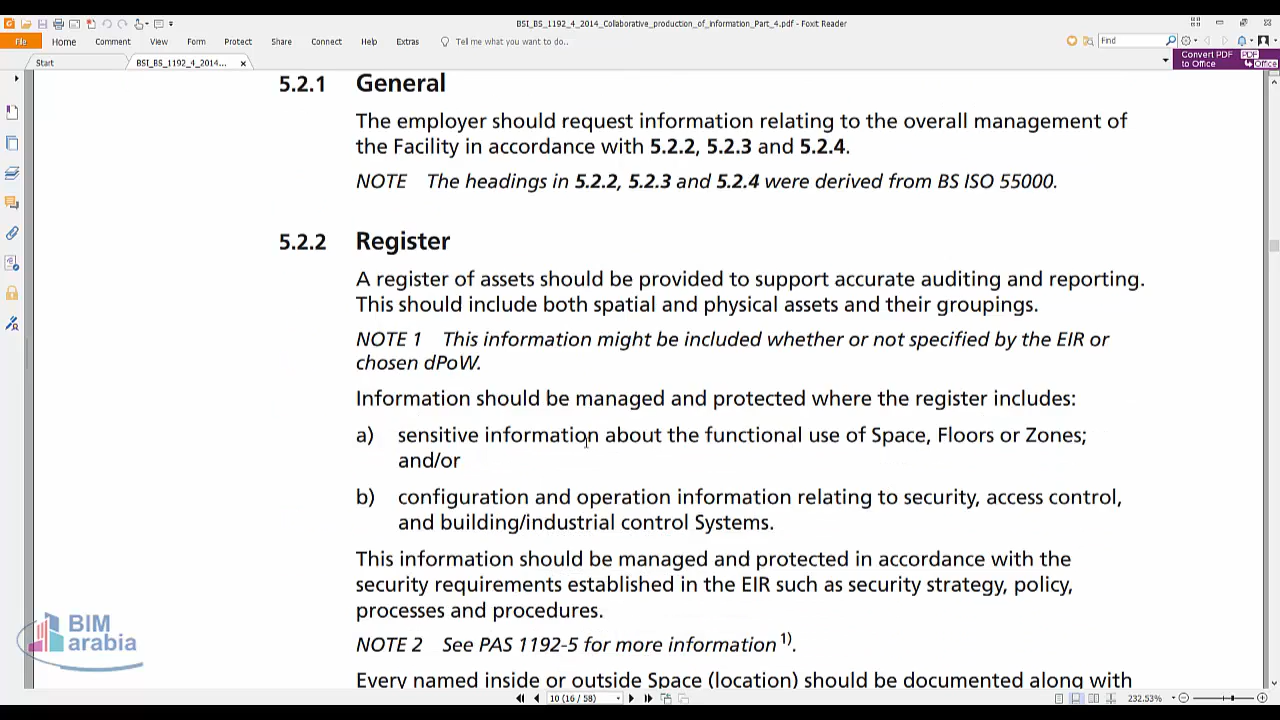 BSI_BS_1192_4_2014_Collaborative_production_of_information_Part_4.pdf - Foxit Reader
File Home Comment View Form Protect Share Connect Help Extras Tell me what you want to do.. Find
Start BSI_BS_1192_4_2014... Convert PDF to Office
5.2.1 General
The employer should request information relating to the overall management of
the Facility in accordance with 5.2.2, 5.2.3 and 5.2.4.
NOTE The headings in 5.2.2, 5.2.3 and 5.2.4 were derived from BS ISO 55000.
5.2.2 Register
A register of assets should be provided to support accurate auditing and reporting.
This should include both spatial and physical assets and their groupings.
NOTE 1 This information might be included whether or not specified by the EIR or
chosen dPoW.
Information should be managed and protected where the register includes:
a) sensitive information about the functional use of Space, Floors or Zones;
and/or
b) configuration and operation information relating to security, access control,
and building/industrial control Systems.
This information should be managed and protected in accordance with the
security requirements established in the EIR such as security strategy, policy,
processes and procedures.
NOTE 2 See PAS 1192-5 for more information 1).
Every named inside or outside Space (location) should be documented along with
BIM
arabia
10 (16 / 58) 232.53%